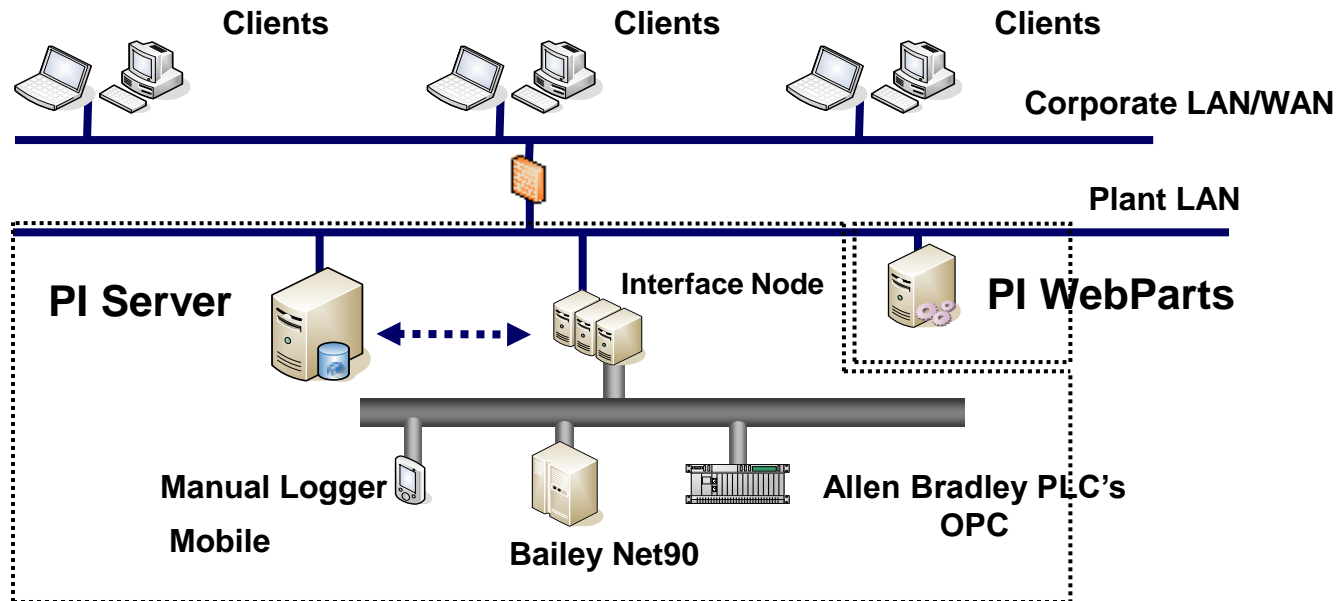 Clients
Clients
Clients
Corporate LAN/WAN
Plant LAN
PI Server
Interface Node
PI WebParts
Manual Logger
Mobile
Bailey Net90
Allen Bradley PLC's
OPC